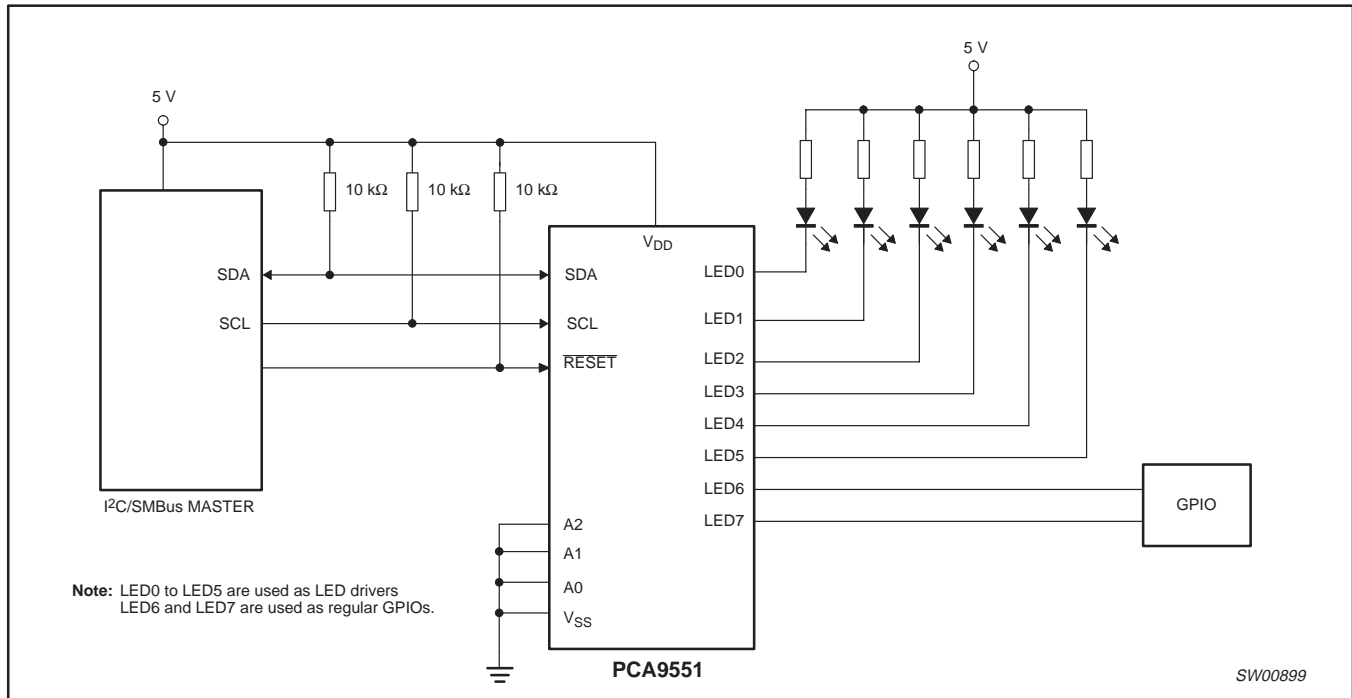 5 V
5 V
10 kΩ
10 kΩ
10 kΩ
V_DD
SDA
SCL
I²C/SMBus MASTER
SDA
SCL
RESET
A2
A1
A0
V_SS
LED0
LED1
LED2
LED3
LED4
LED5
LED6
LED7
GPIO
Note: LED0 to LED5 are used as LED drivers
LED6 and LED7 are used as regular GPIOs.
PCA9551
SW00899